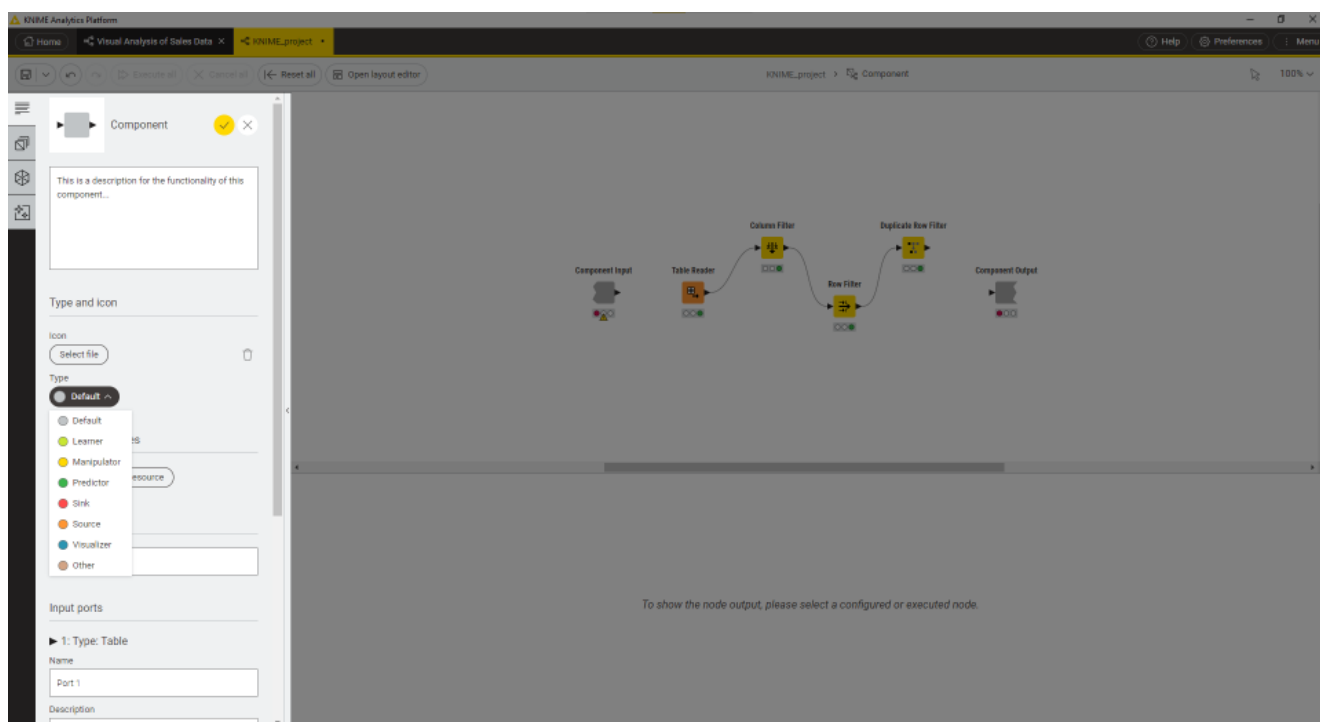 KNIME Analytics Platform
Home
Visual Analysis of Sales Data
KNIME_project
Help
Preferences
Menu
Execute all
Cancel all
Reset all
Open layout editor
KNIME_project > Component
100%
Component
This is a description for the functionality of this
component...
Type and icon
Icon
Select file
Type
Default
Default
Learner
es
Manipulator
esource
Predictor
Sink
Source
Visualizer
Other
Input ports
1: Type: Table
Name
Port 1
Description
Column Filter
Duplicate Row Filter
Component Input
Table Reader
Component Output
Row Filter
To show the node output, please select a configured or executed node.